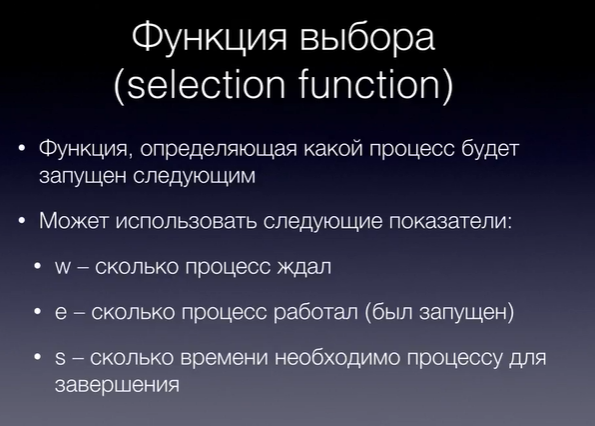 Функция выбора
(selection function)
• Функция, определяющая какой процесс будет
запущен следующим
• Может использовать следующие показатели:
• w – сколько процесс ждал
• e – сколько процесс работал (был запущен)
• s – сколько времени необходимо процессу для
завершения